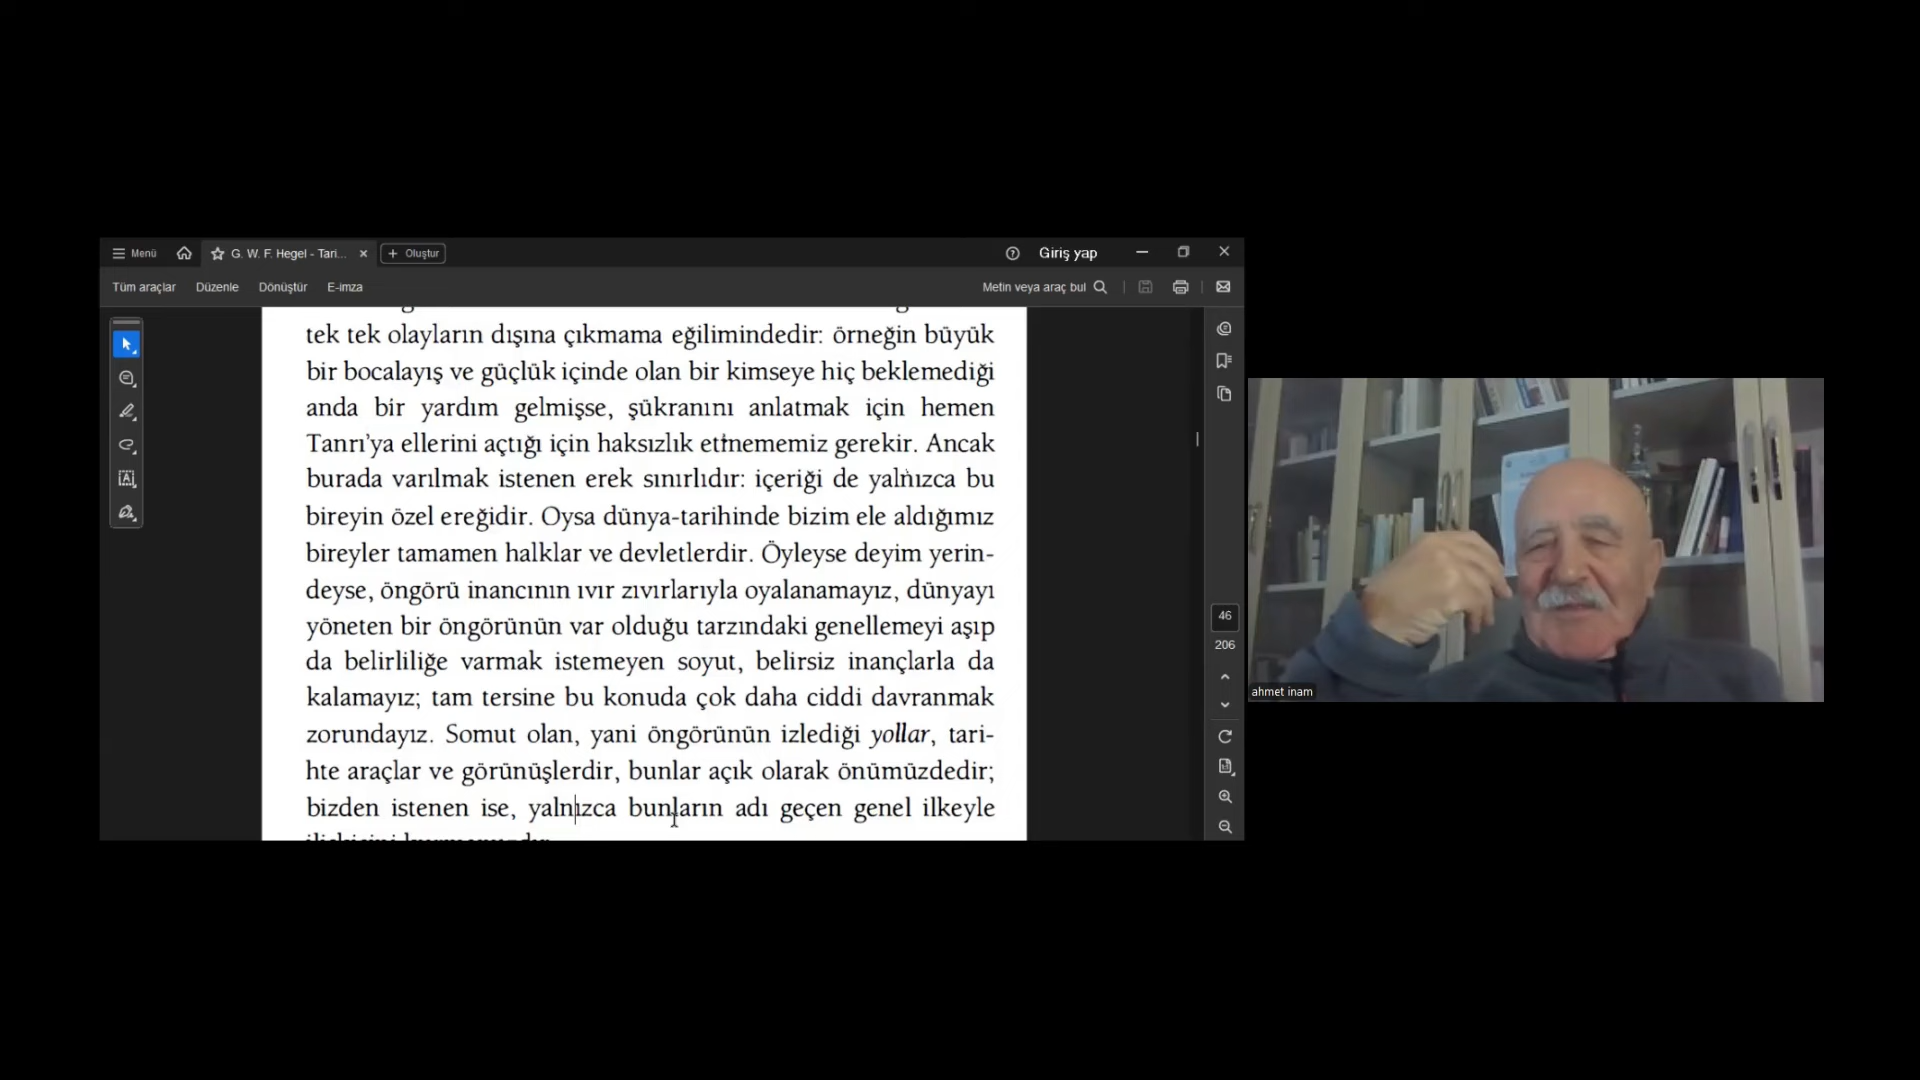 Menü
G. W. F. Hegel - Tari...
Oluştur
Giriş yap
Tüm araçlar
Düzenle
Dönüştür
E-imza
Metin veya araç bul
tek tek olayların dışına çıkmama eğilimindedir: örneğin büyük
bir bocalayış ve güçlük içinde olan bir kimseye hiç beklemediği
anda bir yardım gelmişse, şükranını anlatmak için hemen
Tanrı'ya ellerini açtığı için haksızlık etmememiz gerekir. Ancak
burada varılmak istenen erek sınırlıdır: içeriği de yalnızca bu
bireyin özel ereğidir. Oysa dünya-tarihinde bizim ele aldığımız
bireyler tamamen halklar ve devletlerdir. Öyleyse deyim yerin-
deyse, öngörü inancının ıvır zıvırlarıyla oyalanamayız, dünyayı
yöneten bir öngörünün var olduğu tarzındaki genellemeyi aşıp
da belirliliğe varmak istemeyen soyut, belirsiz inançlarla da
kalamayız; tam tersine bu konuda çok daha ciddi davranmak
zorundayız. Somut olan, yani öngörünün izlediği yollar, tari-
hte araçlar ve görünüşlerdir, bunlar açık olarak önümüzdedir;
bizden istenen ise, yalnızca bunların adı geçen genel ilkeyle
46
206
ahmet inam